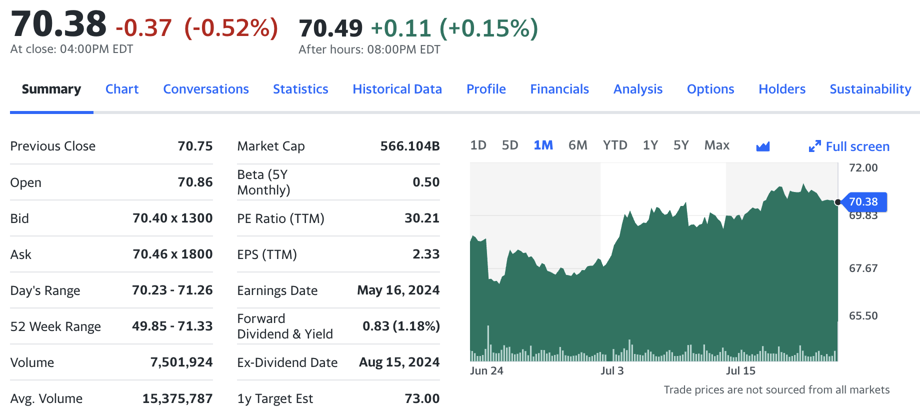 70.38 -0.37 (-0.52%) 70.49 +0.11 (+0.15%)
At close: 04:00PM EDT After hours: 08:00PM EDT
Summary Chart Conversations Statistics Historical Data Profile Financials Analysis Options Holders Sustainability
Previous Close 70.75
Open 70.86
Bid 70.40 x 1300
Ask 70.46 x 1800
Day's Range 70.23 - 71.26
52 Week Range 49.85 - 71.33
Volume 7,501,924
Avg. Volume 15,375,787
Market Cap 566.104B
Beta (5Y
Monthly) 0.50
PE Ratio (TTM) 30.21
EPS (TTM) 2.33
Earnings Date May 16, 2024
Forward
Dividend & Yield 0.83 (1.18%)
Ex-Dividend Date Aug 15, 2024
1y Target Est 73.00
1D 5D 1M 6M YTD 1Y 5Y Max Full screen
72.00
70.38
69.83
67.67
65.50
Jun 24 Jul 3 Jul 15
Trade prices are not sourced from all markets